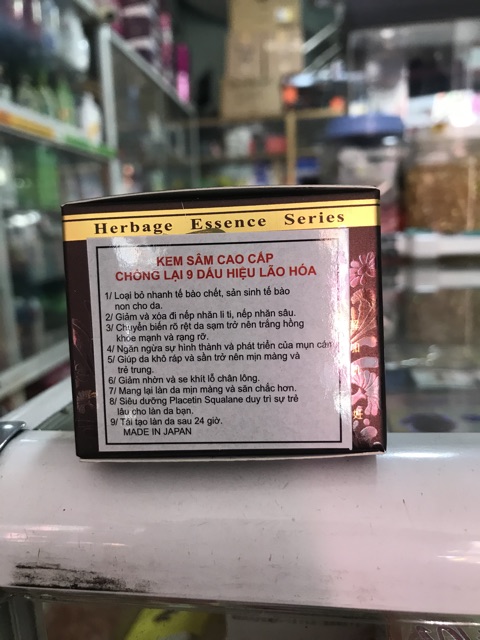 Herbage Essence Series
KEM SÂM CAO CẤP
CHỐNG LẠI 9 DẤU HIỆU LÃO HÓA
1/ Loại bỏ nhanh tế bào chết, sản sinh tế bào
non cho da.
2/ Giảm và xóa đi nếp nhăn li ti, nếp nhăn sâu.
3/ Chuyển biến rõ rệt da sạm trở nên trắng hồng
khỏe mạnh và rạng rỡ.
4/ Ngăn ngừa sự hình thành và phát triển của mụn cám
5/ Giúp da khô ráp và sần trở nên mịn màng và
trẻ trung.
6/ Giảm nhờn và se khít lỗ chân lông.
7/ Mang lại làn da mịn màng và săn chắc hơn.
8/ Siêu dưỡng Placetin Squalane duy trì sự trẻ
lâu cho làn da bạn.
9/ Tái tạo làn da sau 24 giờ.
MADE IN JAPAN